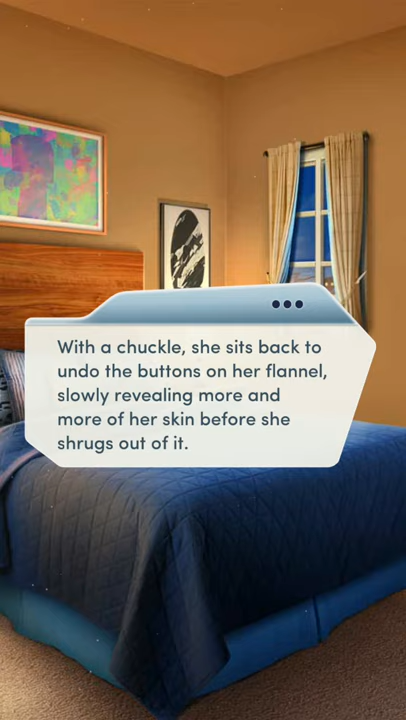 With a chuckle, she sits back to
undo the buttons on her flannel,
slowly revealing more and
more of her skin before she
shrugs out of it.